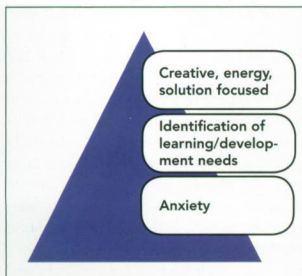 Creative, energy,
solution focused
Identification of
learning/develop-
ment needs
Anxiety